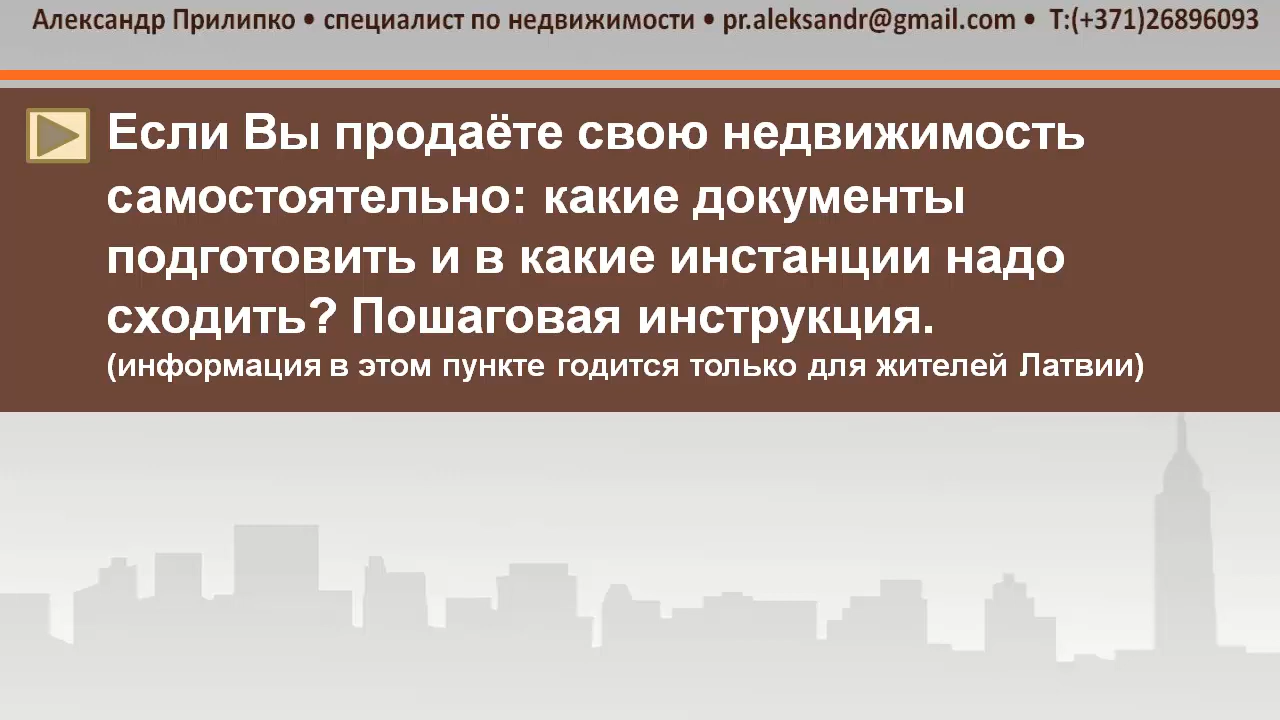 Александр Прилипко • специалист по недвижимости • pr.aleksandr@gmail.com • Т:(+371)26896093
Если Вы продаёте свою недвижимость
самостоятельно: какие документы
подготовить и в какие инстанции надо
сходить? Пошаговая инструкция.
(информация в этом пункте годится только для жителей Латвии)